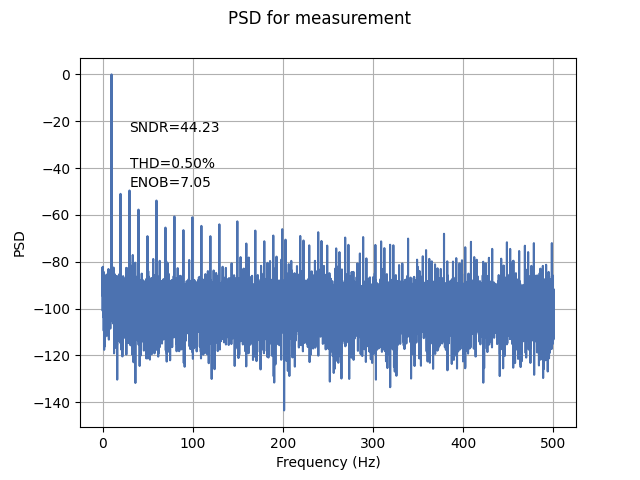 PSD for measurement
0
−20
−40
−60
−80
−100
−120
−140
PSD
SNDR=44.23
THD=0.50%
ENOB=7.05
0 100 200 300 400 500
Frequency (Hz)